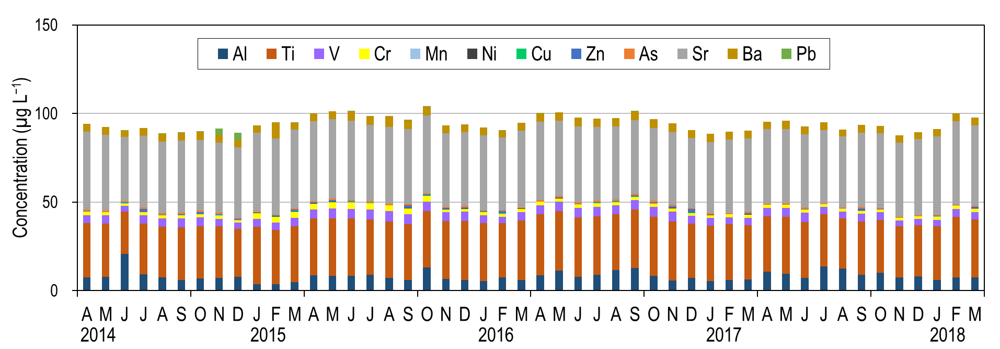 150
Al Ti V Cr Mn Ni Cu Zn As Sr Ba Pb
Concentration (µg L⁻¹)
100
50
0
A M J J A S O N D J F M A M J J A S O N D J F M A M J J A S O N D J F M A M J J A S O N D J F M
2014 2015 2016 2017 2018